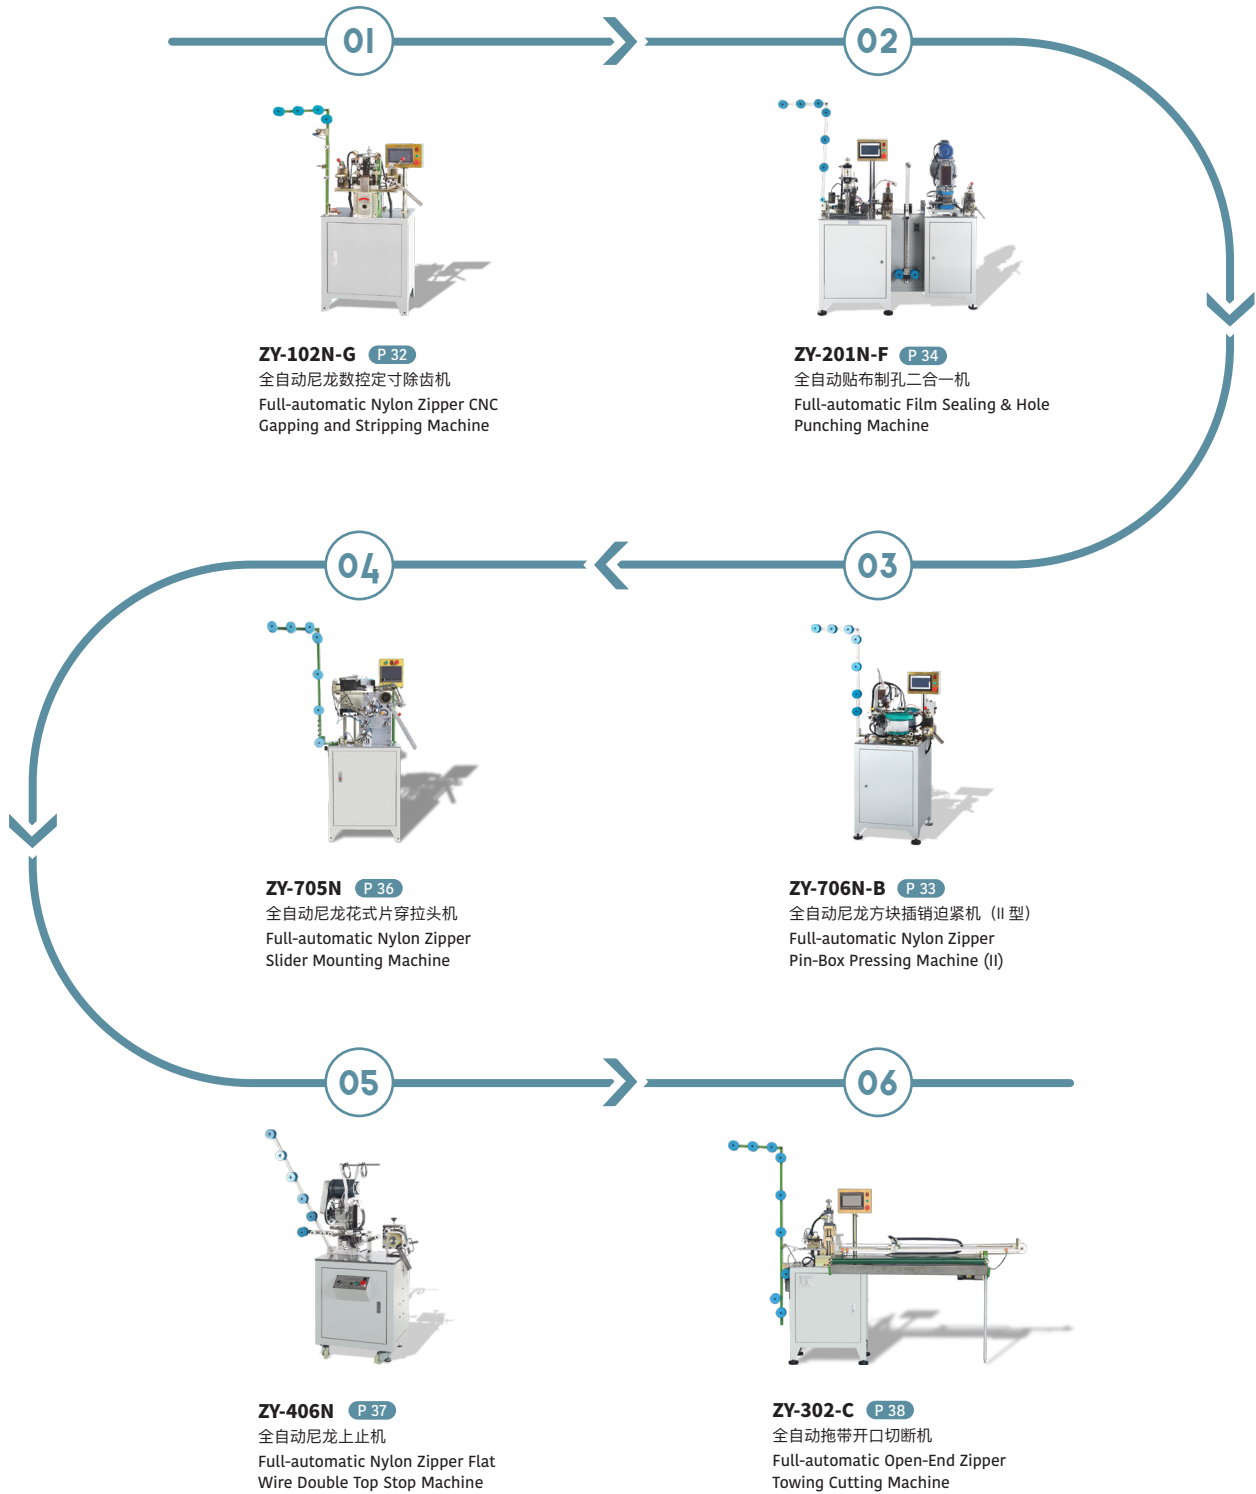 01
02
ZY-102N-G P 32
全自动尼龙数控定寸除齿机
Full-automatic Nylon Zipper CNC
Gapping and Stripping Machine
ZY-201N-F P 34
全自动贴布制孔二合一机
Full-automatic Film Sealing & Hole
Punching Machine
04
03
ZY-705N P 36
全自动尼龙花式片穿拉头机
Full-automatic Nylon Zipper
Slider Mounting Machine
ZY-706N-B P 33
全自动尼龙方块插销迫紧机（II 型）
Full-automatic Nylon Zipper
Pin-Box Pressing Machine (II)
05
06
ZY-406N P 37
全自动尼龙上止机
Full-automatic Nylon Zipper Flat
Wire Double Top Stop Machine
ZY-302-C P 38
全自动拖带开口切断机
Full-automatic Open-End Zipper
Towing Cutting Machine